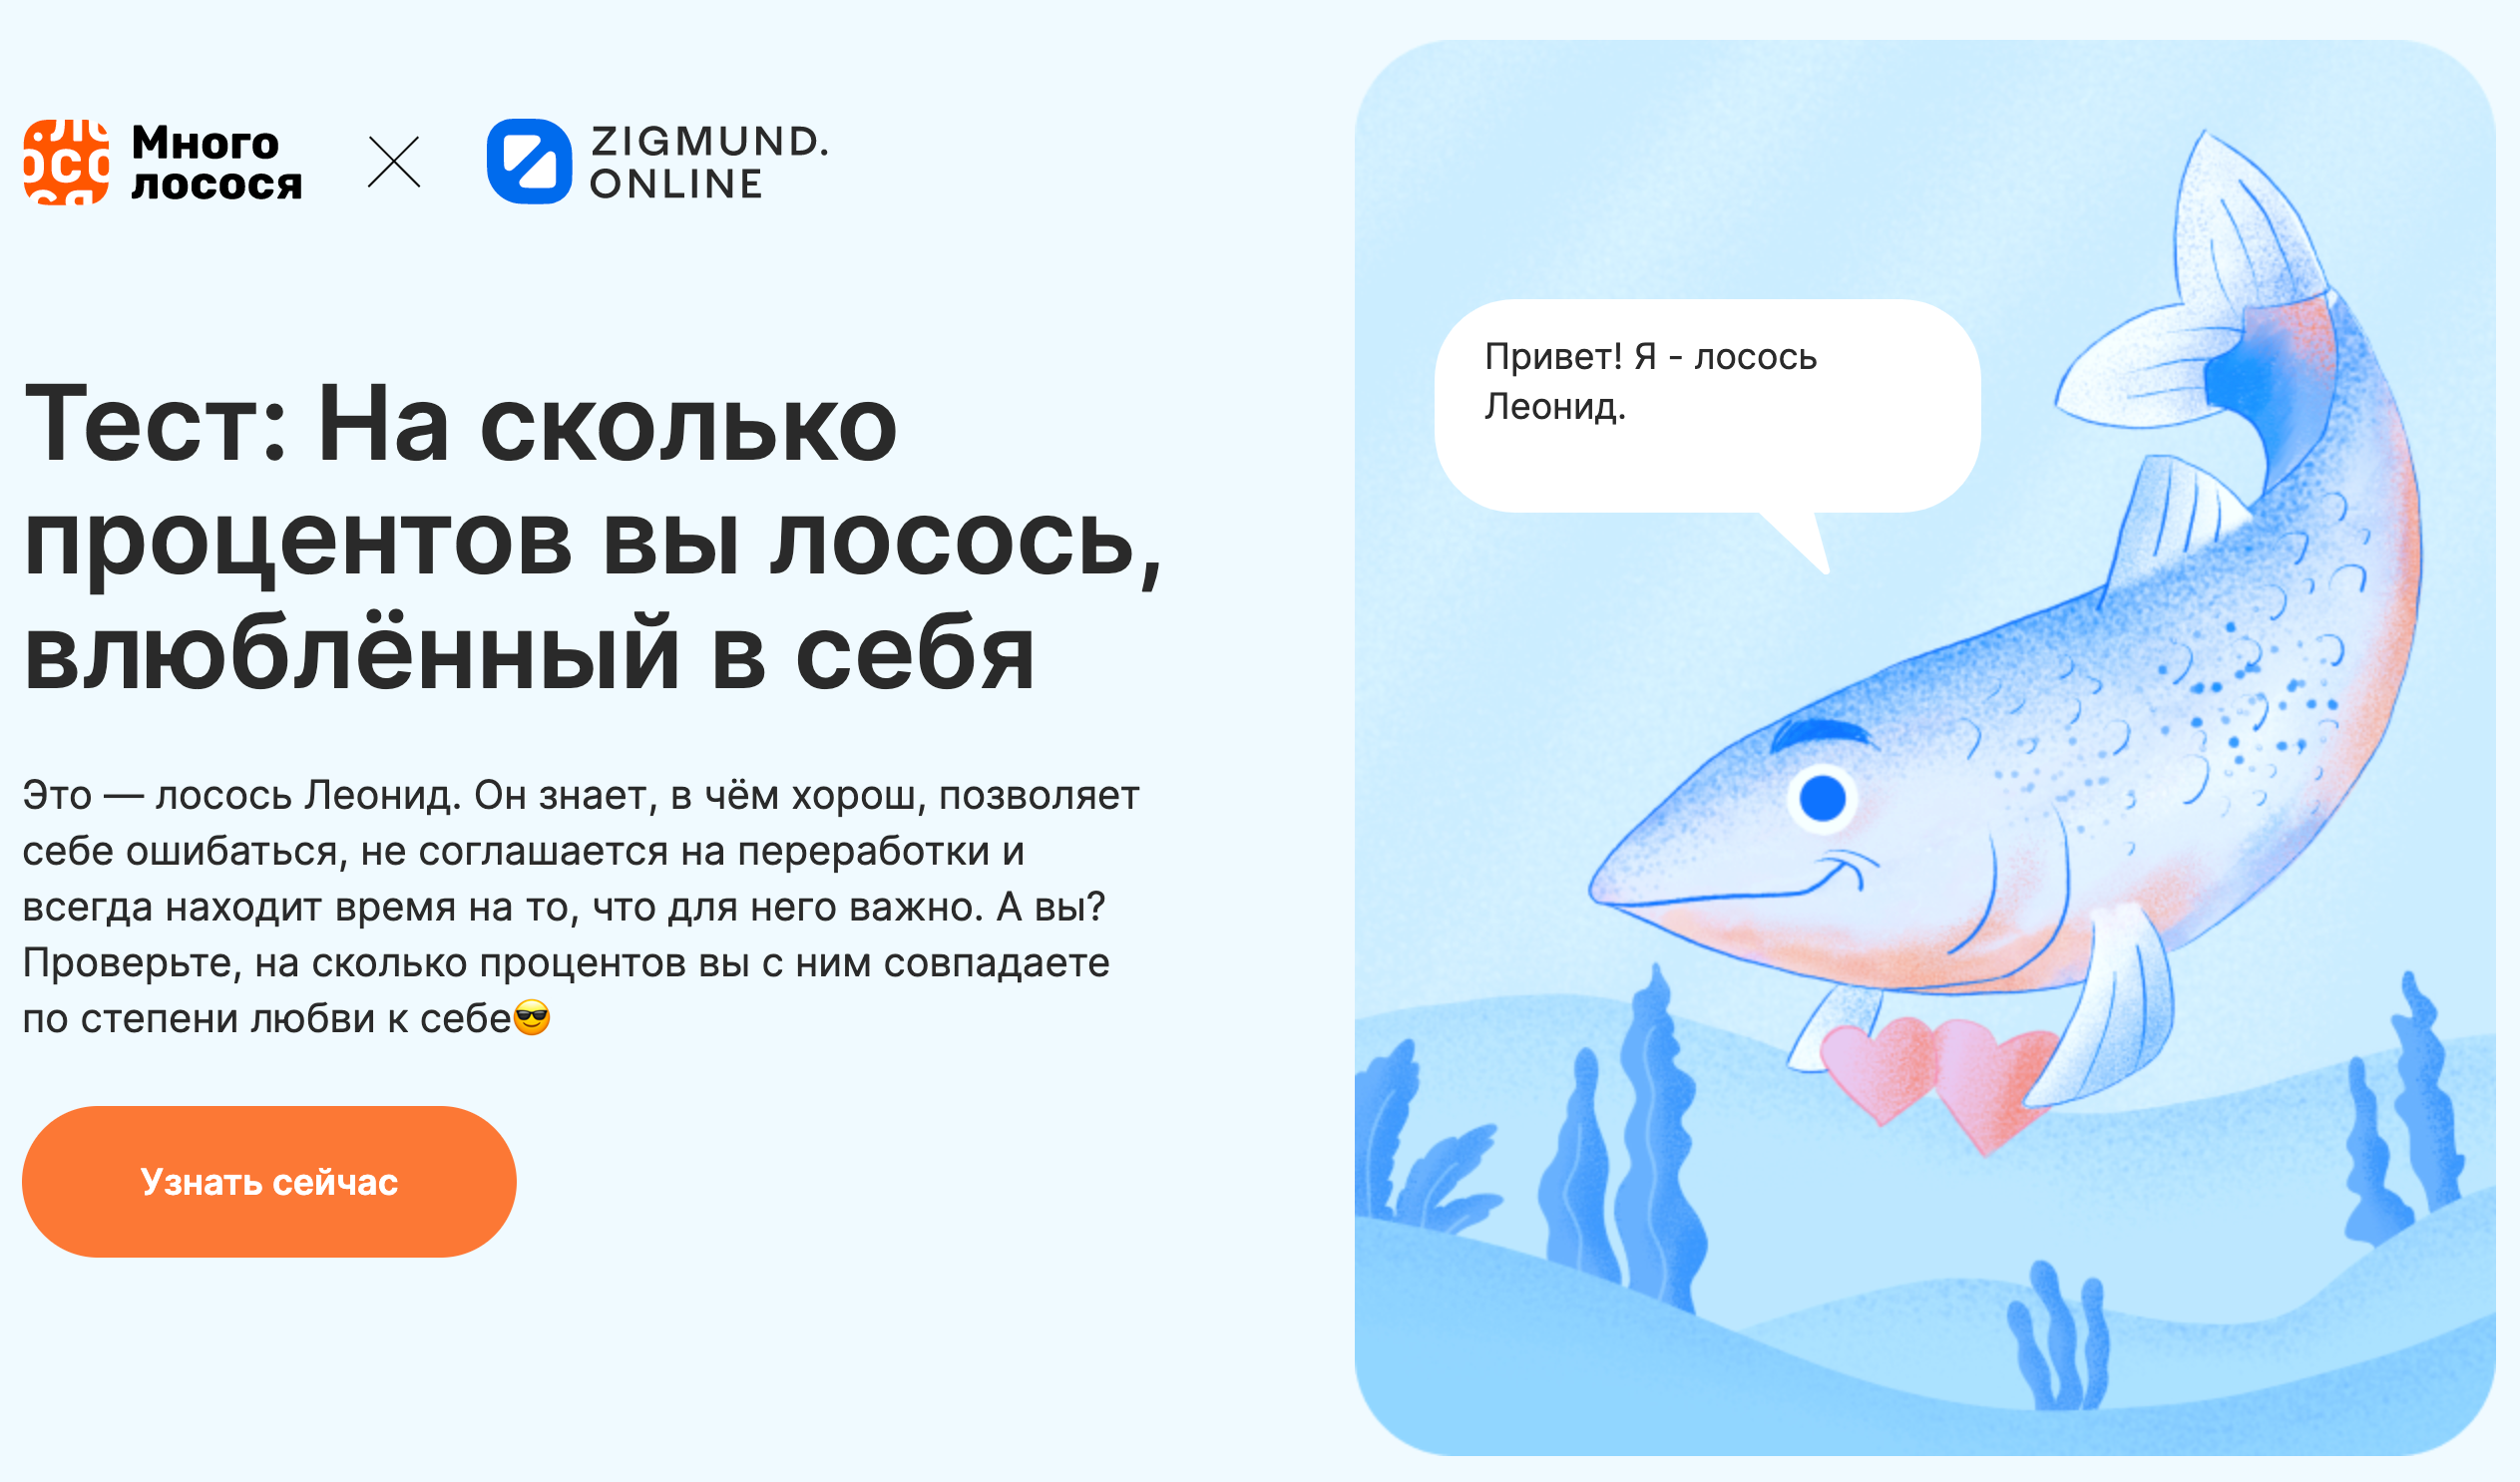 Много
лосося
ZIGMUND.
ONLINE
Тест: На сколько
процентов вы лосось,
влюблённый в себя
Это — лосось Леонид. Он знает, в чём хорош, позволяет
себе ошибаться, не соглашается на переработки и
всегда находит время на то, что для него важно. А вы?
Проверьте, на сколько процентов вы с ним совпадаете
по степени любви к себе😎
Узнать сейчас
Привет! Я - лосось
Леонид.